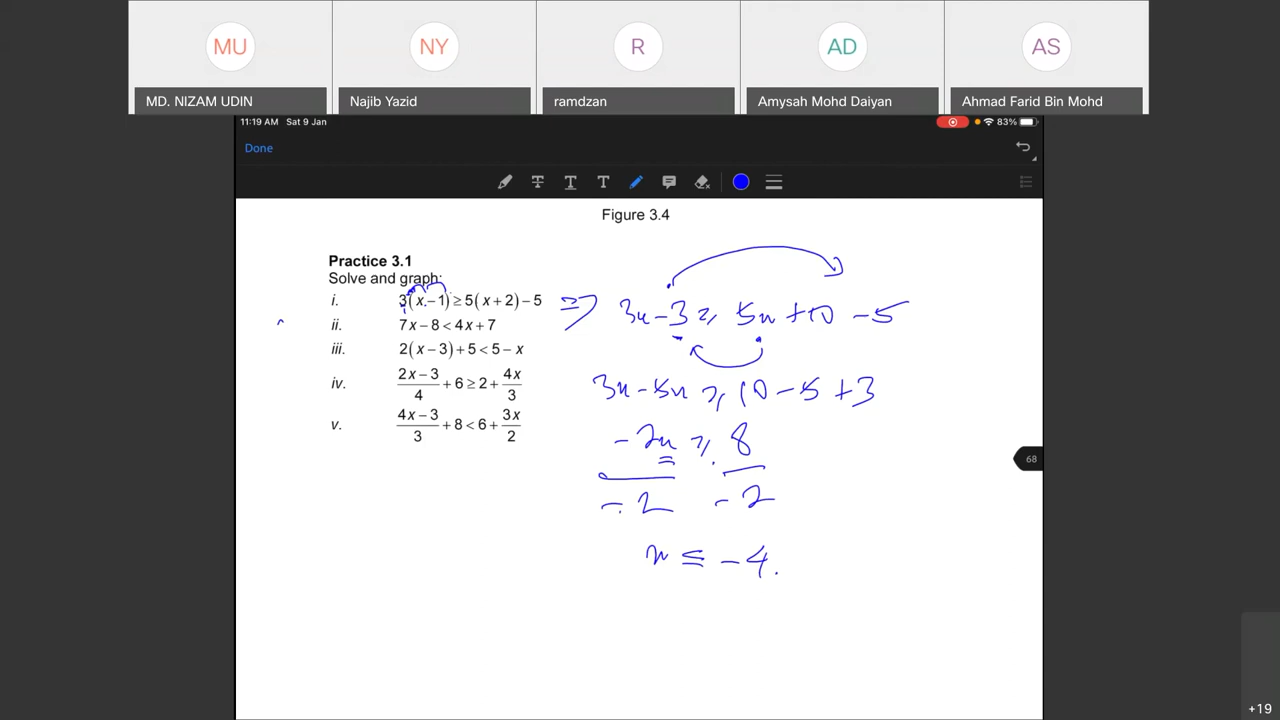 MU NY R AD AS
MD. NIZAM UDIN Najib Yazid ramdzan Amysah Mohd Daiyan Ahmad Farid Bin Mohd
11:19 AM Sat 9 Jan 83%
Done
T T T
Figure 3.4
Practice 3.1
Solve and graph:
i. 3(x−1)≥5(x+2)−5 ⇒ 3x−3≥5x+10−5
ii. 7x−8<4x+7
iii. 2(x−3)+5<5−x
iv. (2x−3)/4+6≥2+4x/3
v. (4x−3)/3+8<6+3x/2
3x−5x≥10−5+3
−2x≥8
−2 −2
x≤−4.
68
+19